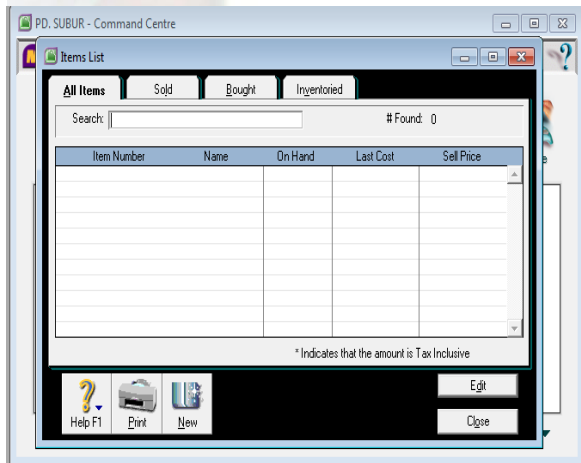 PD. SUBUR - Command Centre
Items List
All Items Sold Bought Inventoried
Search: # Found: 0
Item Number Name On Hand Last Cost Sell Price
* Indicates that the amount is Tax Inclusive
Help F1 Print New
Edit
Close